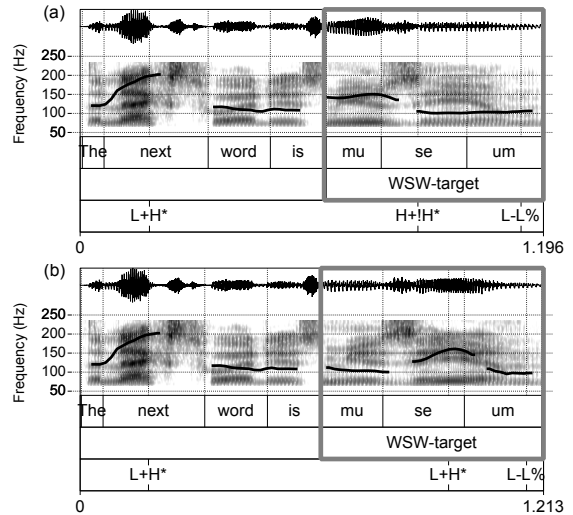 (a)
Frequency (Hz)
250
200
150
100
50
The next word is mu se um
WSW-target
L+H* H+!H* L-L%
0 1.196
(b)
Frequency (Hz)
250
200
150
100
50
The next word is mu se um
WSW-target
L+H* L+H* L-L%
0 1.213